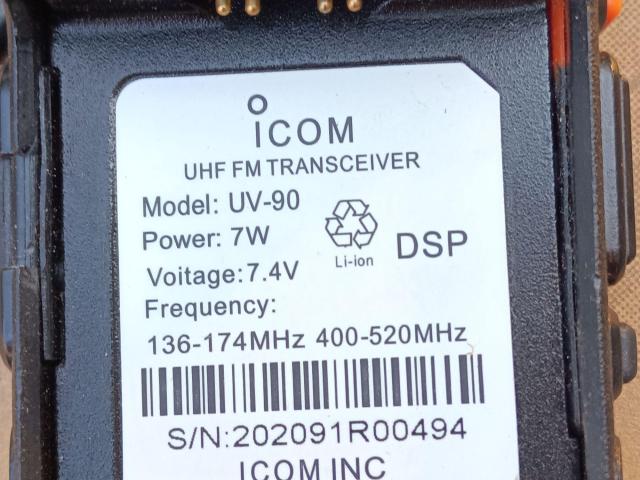 iCOM
UHF FM TRANSCEIVER
Model: UV-90
Power: 7W
Li-ion
DSP
Voitage:7.4V
Frequency:
136-174MHz 400-520MHz
S/N:202091R00494
ICOM INC